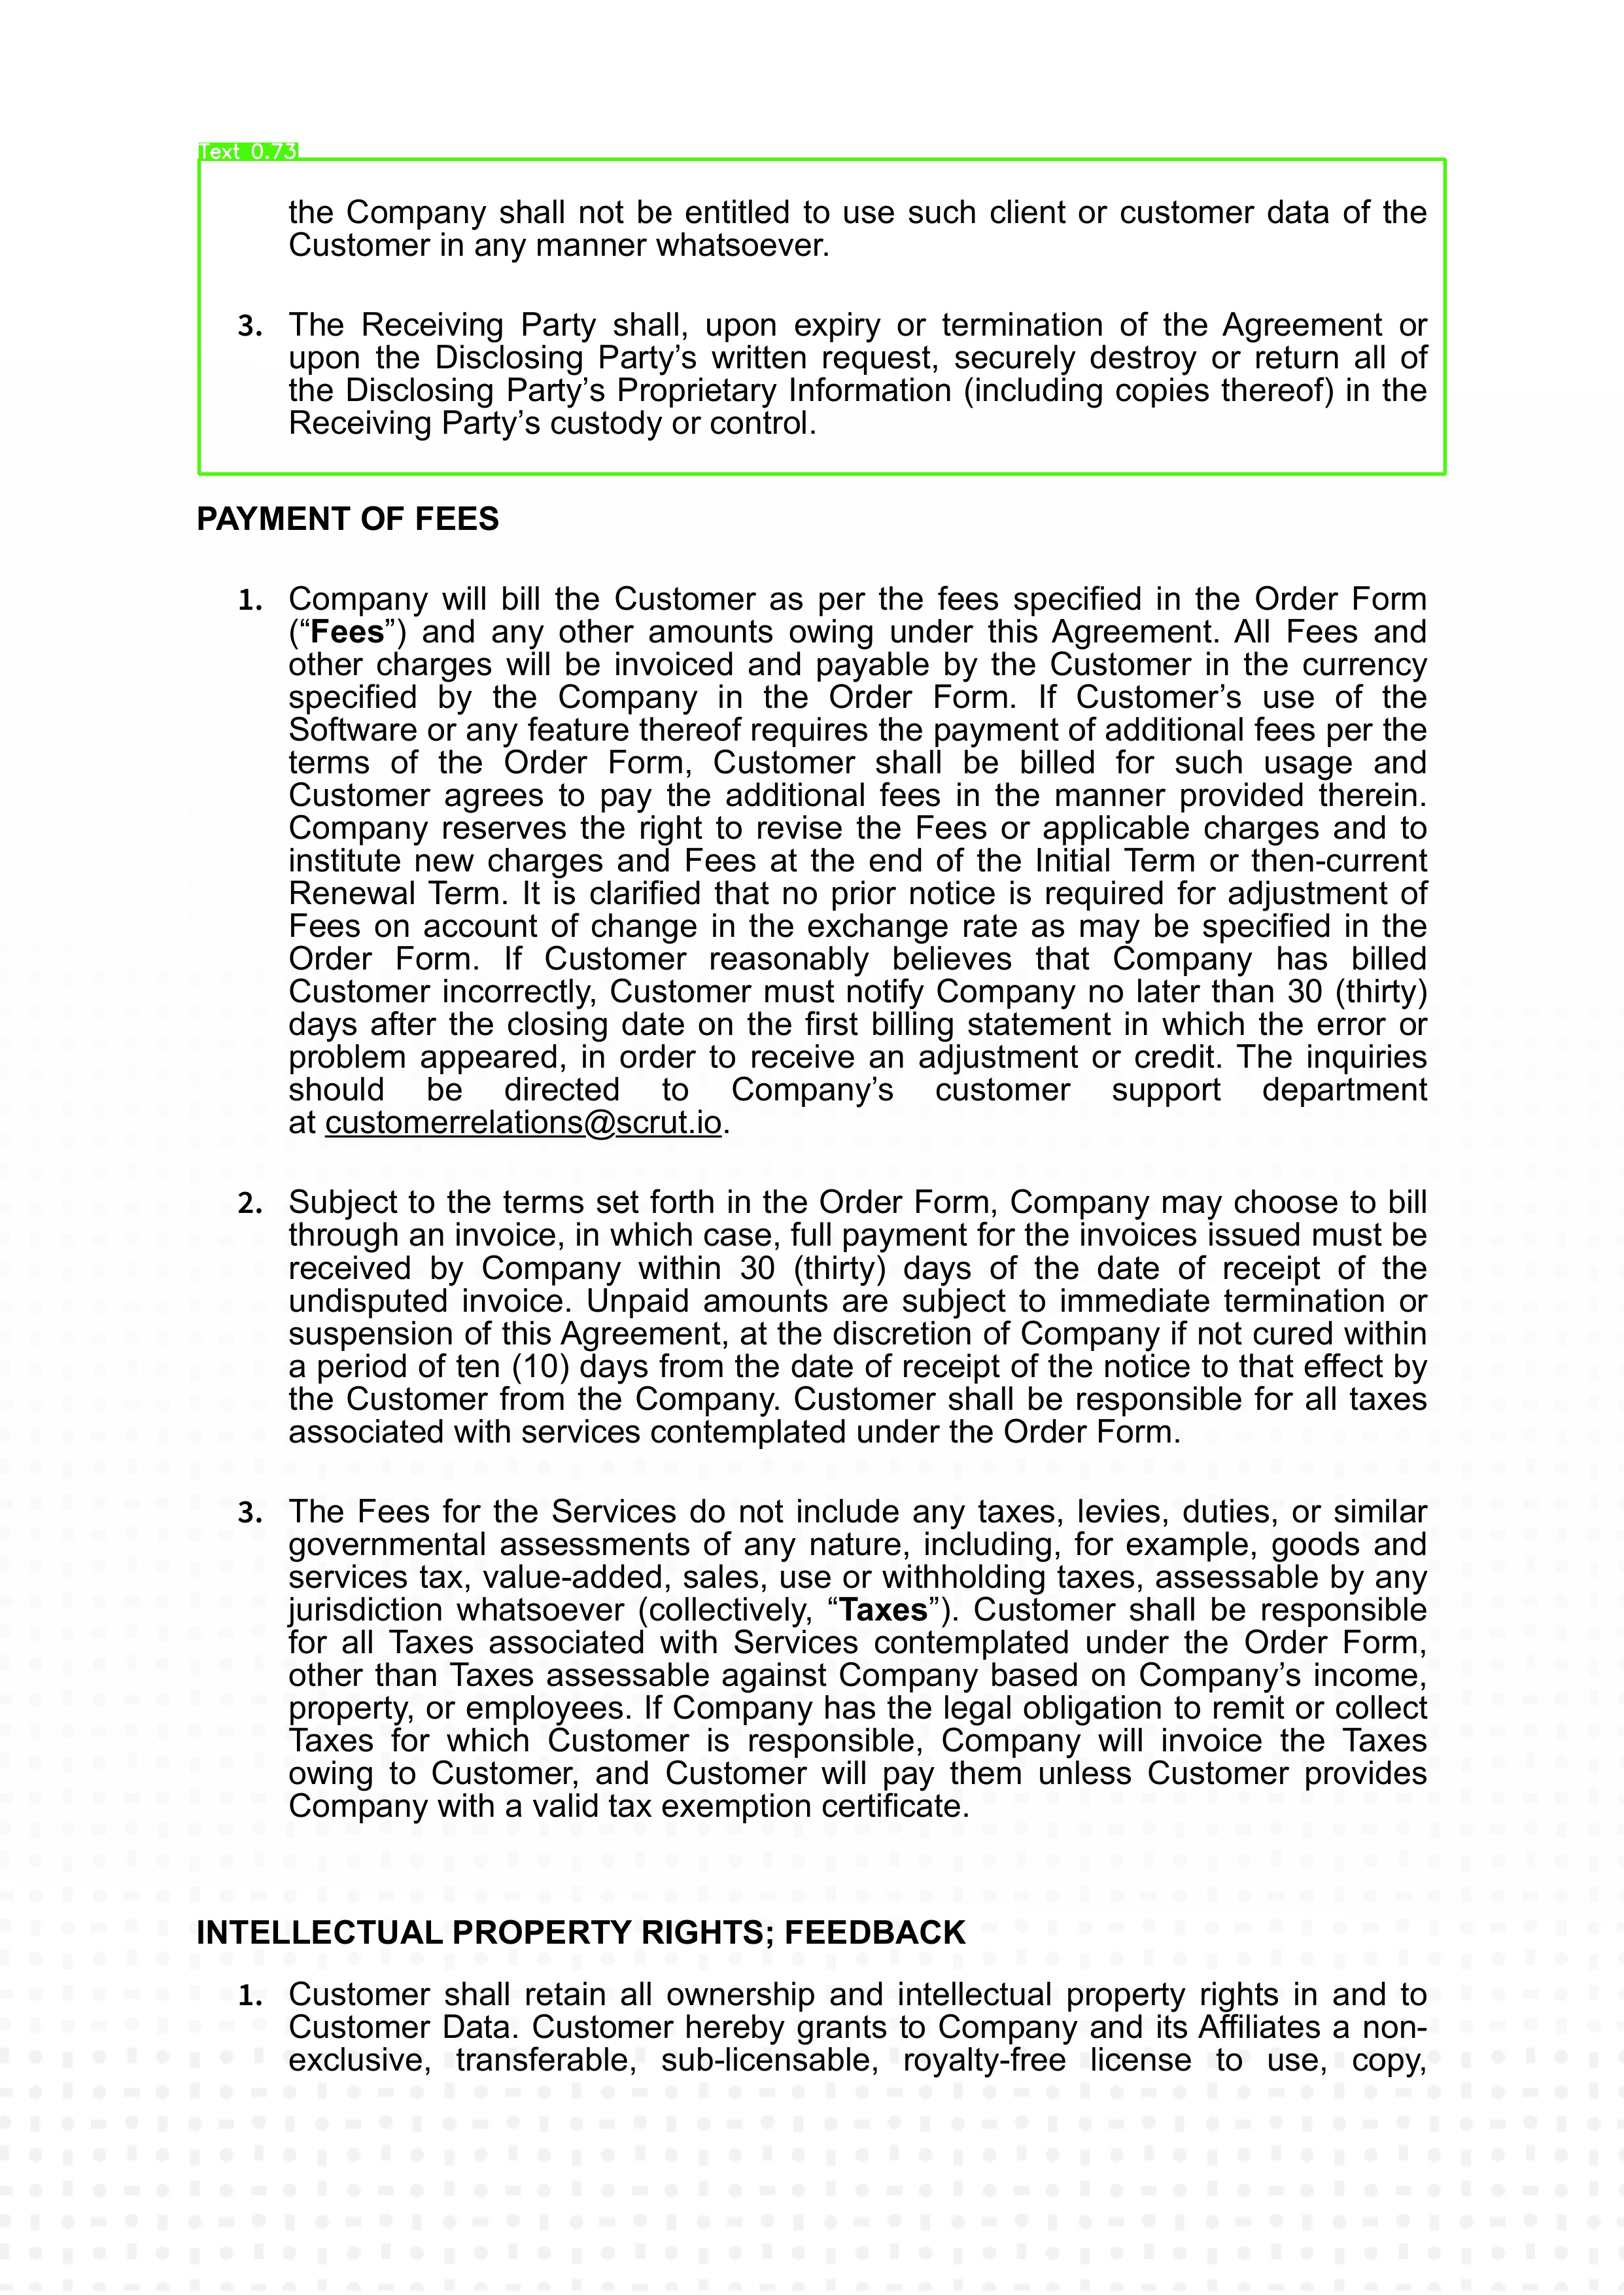 Text 0.73
the Company shall not be entitled to use such client or customer data of the
Customer in any manner whatsoever.
3. The Receiving Party shall, upon expiry or termination of the Agreement or
upon the Disclosing Party’s written request, securely destroy or return all of
the Disclosing Party’s Proprietary Information (including copies thereof) in the
Receiving Party’s custody or control.
PAYMENT OF FEES
1. Company will bill the Customer as per the fees specified in the Order Form
(“Fees”) and any other amounts owing under this Agreement. All Fees and
other charges will be invoiced and payable by the Customer in the currency
specified by the Company in the Order Form. If Customer’s use of the
Software or any feature thereof requires the payment of additional fees per the
terms of the Order Form, Customer shall be billed for such usage and
Customer agrees to pay the additional fees in the manner provided therein.
Company reserves the right to revise the Fees or applicable charges and to
institute new charges and Fees at the end of the Initial Term or then-current
Renewal Term. It is clarified that no prior notice is required for adjustment of
Fees on account of change in the exchange rate as may be specified in the
Order Form. If Customer reasonably believes that Company has billed
Customer incorrectly, Customer must notify Company no later than 30 (thirty)
days after the closing date on the first billing statement in which the error or
problem appeared, in order to receive an adjustment or credit. The inquiries
should be directed to Company’s customer support department
at customerrelations@scrut.io.
2. Subject to the terms set forth in the Order Form, Company may choose to bill
through an invoice, in which case, full payment for the invoices issued must be
received by Company within 30 (thirty) days of the date of receipt of the
undisputed invoice. Unpaid amounts are subject to immediate termination or
suspension of this Agreement, at the discretion of Company if not cured within
a period of ten (10) days from the date of receipt of the notice to that effect by
the Customer from the Company. Customer shall be responsible for all taxes
associated with services contemplated under the Order Form.
3. The Fees for the Services do not include any taxes, levies, duties, or similar
governmental assessments of any nature, including, for example, goods and
services tax, value-added, sales, use or withholding taxes, assessable by any
jurisdiction whatsoever (collectively, “Taxes”). Customer shall be responsible
for all Taxes associated with Services contemplated under the Order Form,
other than Taxes assessable against Company based on Company’s income,
property, or employees. If Company has the legal obligation to remit or collect
Taxes for which Customer is responsible, Company will invoice the Taxes
owing to Customer, and Customer will pay them unless Customer provides
Company with a valid tax exemption certificate.
INTELLECTUAL PROPERTY RIGHTS; FEEDBACK
1. Customer shall retain all ownership and intellectual property rights in and to
Customer Data. Customer hereby grants to Company and its Affiliates a non-
exclusive, transferable, sub-licensable, royalty-free license to use, copy,